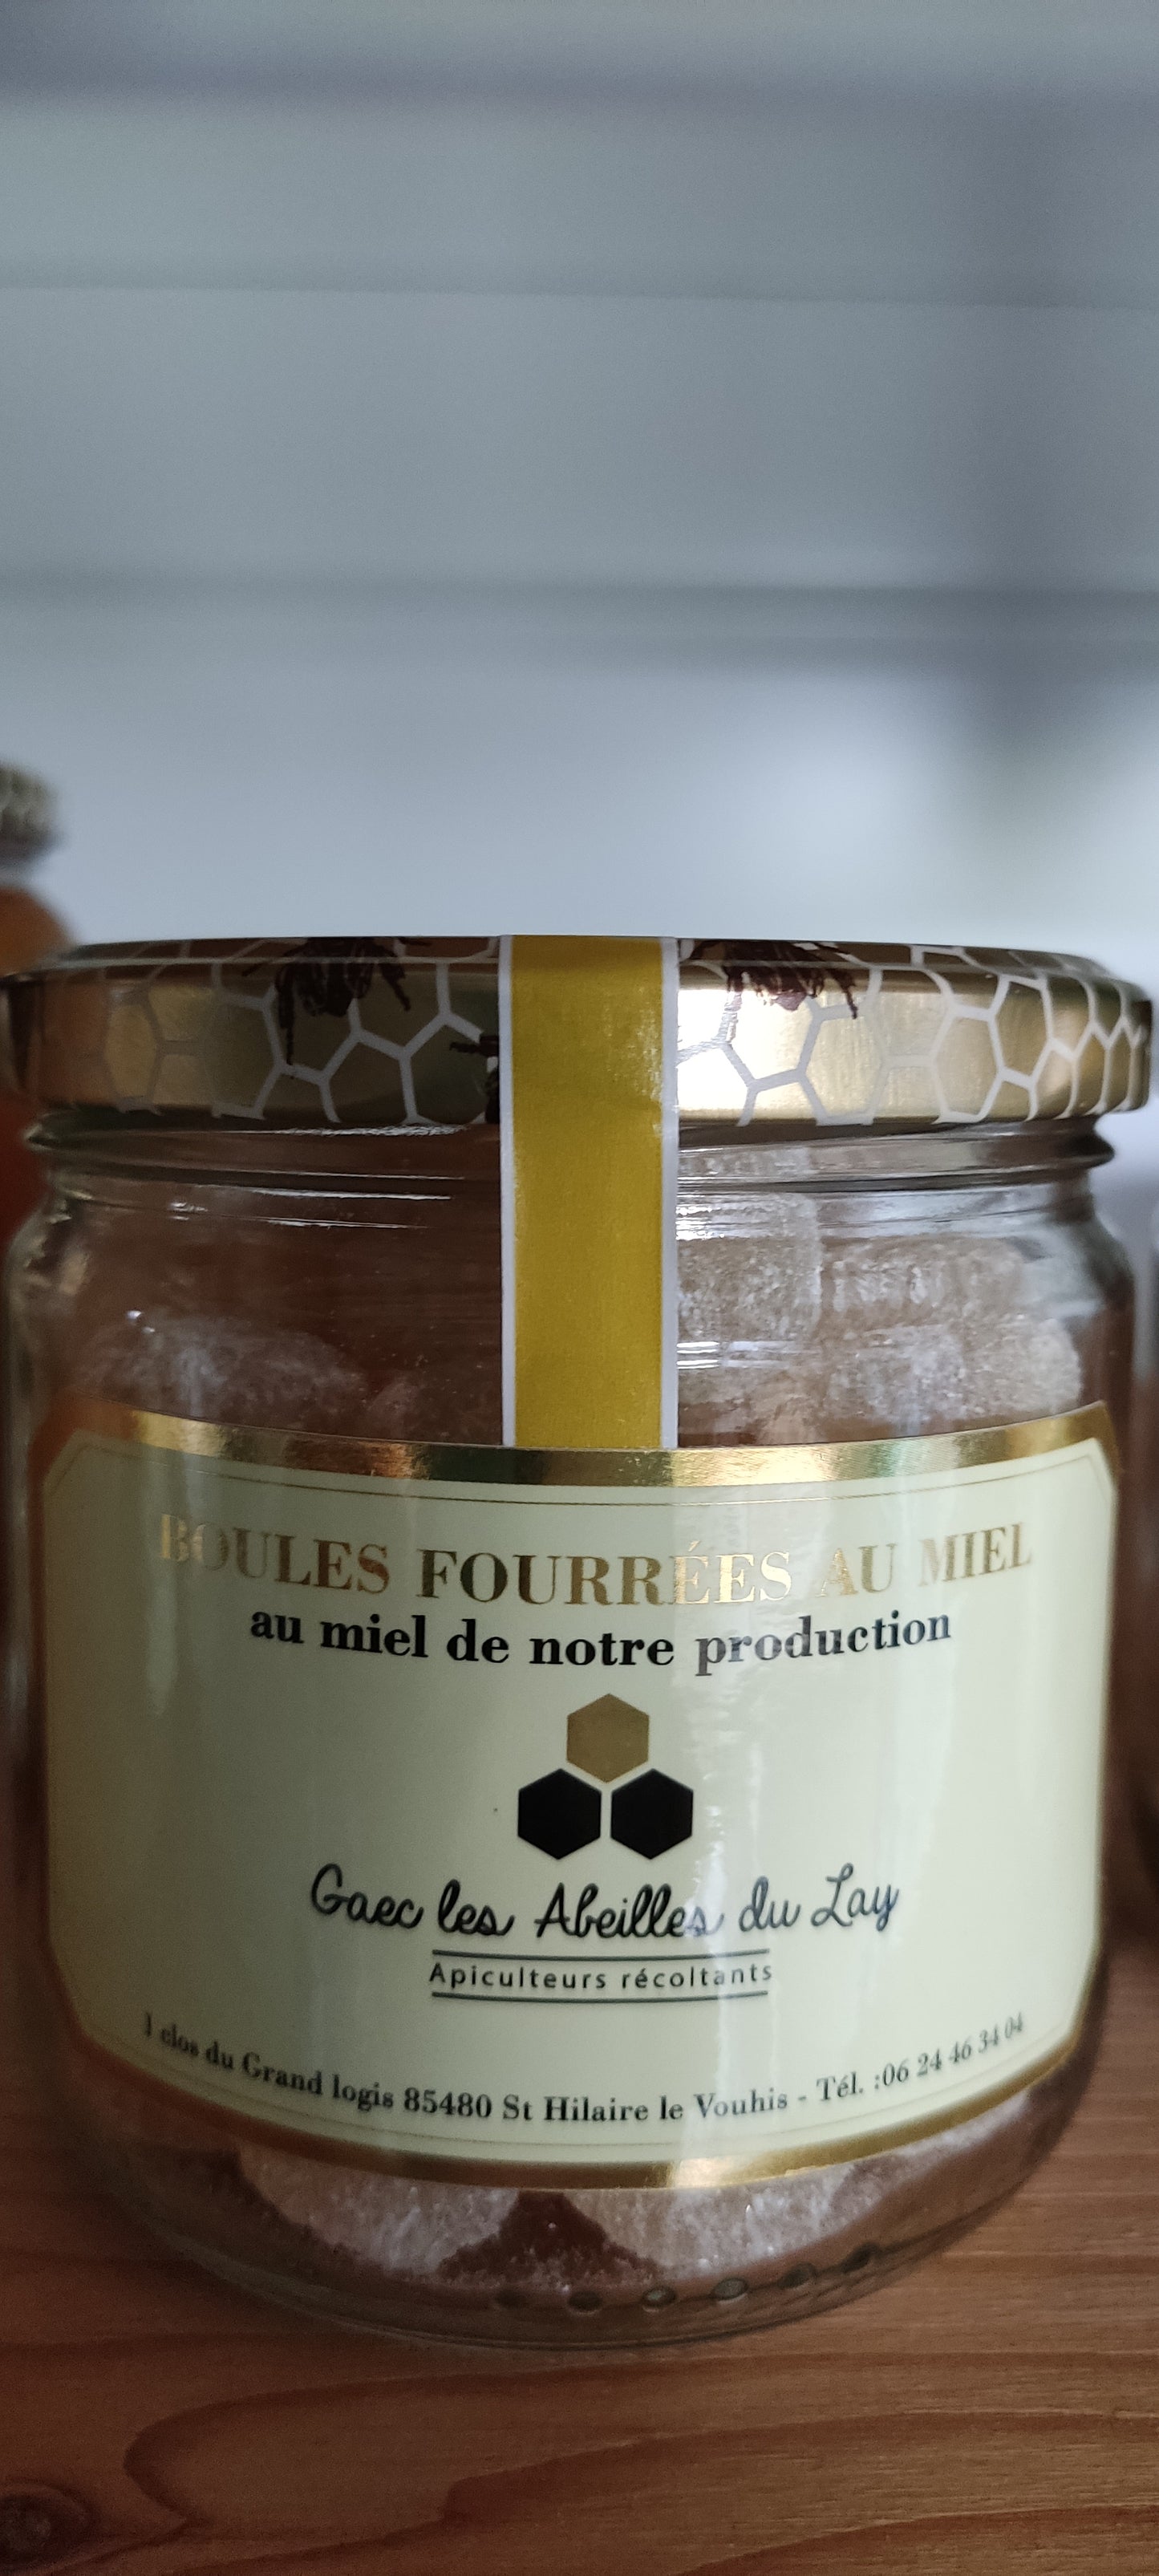 BOULES FOURRÉES AU MIEL
au miel de notre production
Gaec les Abeilles du Lay
Apiculteurs récoltants
1 clos du Grand logis 85480 St Hilaire le Vouhis - Tél. :06 24 46 34 04